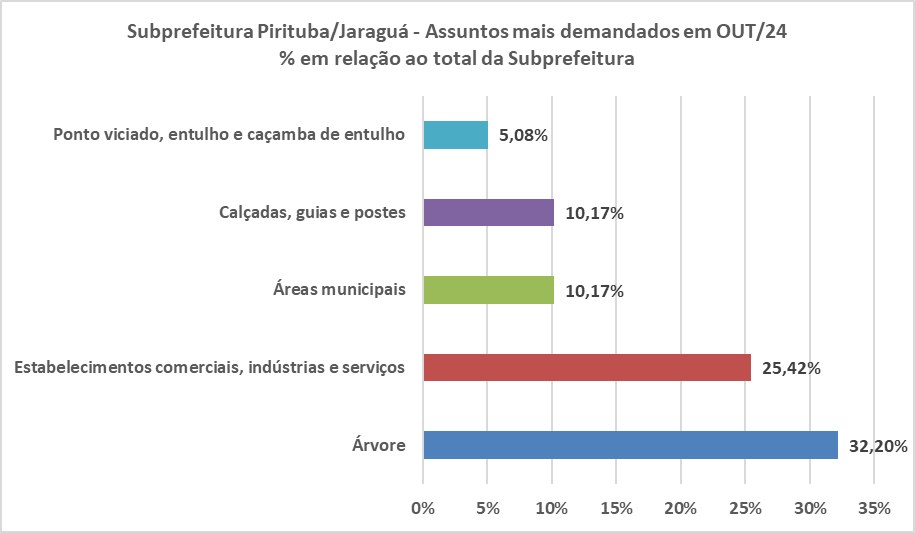 Subprefeitura Pirituba/Jaraguá - Assuntos mais demandados em OUT/24
% em relação ao total da Subprefeitura
Ponto viciado, entulho e caçamba de entulho
5,08%
Calçadas, guias e postes
10,17%
Áreas municipais
10,17%
Estabelecimentos comerciais, indústrias e serviços
25,42%
Árvore
32,20%
0% 5% 10% 15% 20% 25% 30% 35%